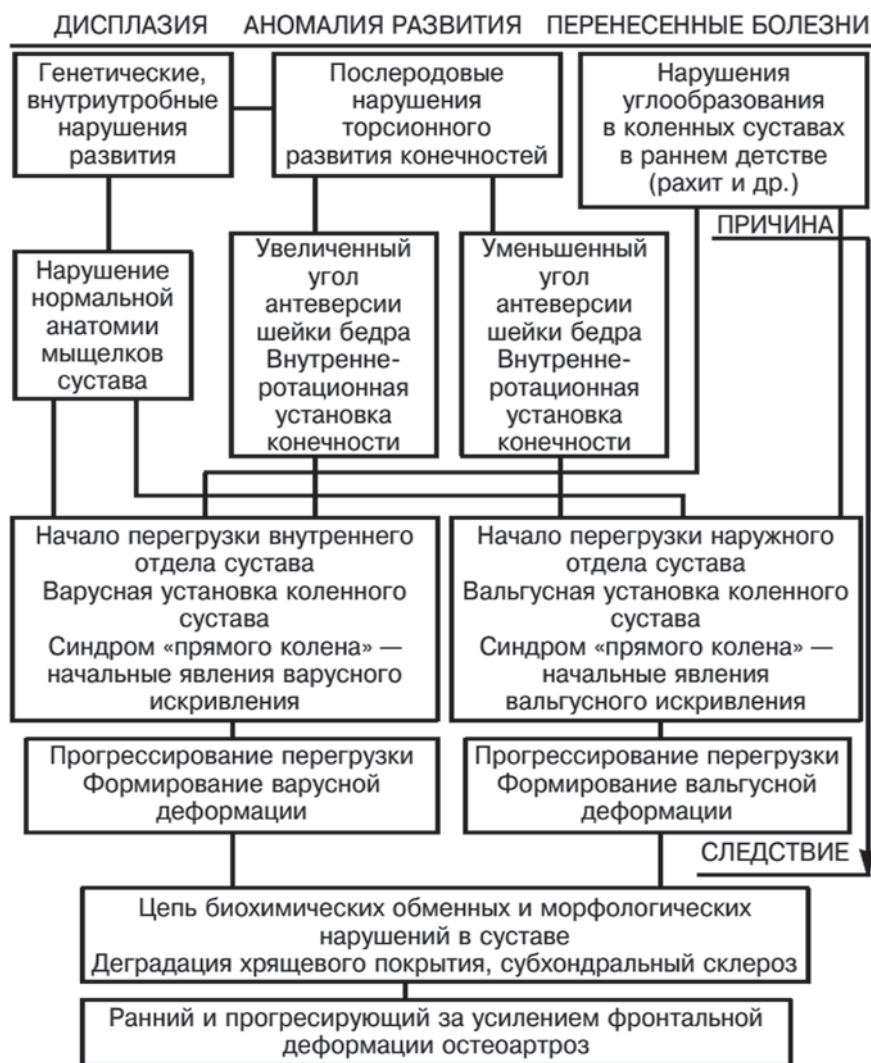 ДИСПЛАЗИЯ
АНОМАЛИЯ РАЗВИТИЯ
ПЕРЕНЕСЕННЫЕ БОЛЕЗНИ
Генетические,
внутриутробные
нарушения
развития
Послеродовые
нарушения
торсионного
развития конечностей
Нарушения
углообразования
в коленных суставах
в раннем детстве
(рахит и др.)
ПРИЧИНА
Нарушение
нормальной
анатомии
мыщелков
сустава
Увеличенный
угол
антеверсии
шейки бедра
Внутренне-
ротационная
установка
конечности
Уменьшенный
угол
антеверсии
шейки бедра
Внутренне-
ротационная
установка
конечности
Начало перегрузки внутреннего
отдела сустава
Варусная установка коленного
сустава
Синдром «прямого колена» —
начальные явления варусного
искривления
Начало перегрузки наружного
отдела сустава
Вальгусная установка коленного
сустава
Синдром «прямого колена» —
начальные явления
вальгусного искривления
Прогрессирование перегрузки
Формирование варусной
деформации
Прогрессирование перегрузки
Формирование вальгусной
деформации
СЛЕДСТВИЕ
Цепь биохимических обменных и морфологических
нарушений в суставе
Деградация хрящевого покрытия, субхондральный склероз
Ранний и прогресирующий за усилением фронтальной
деформации остеоартроз